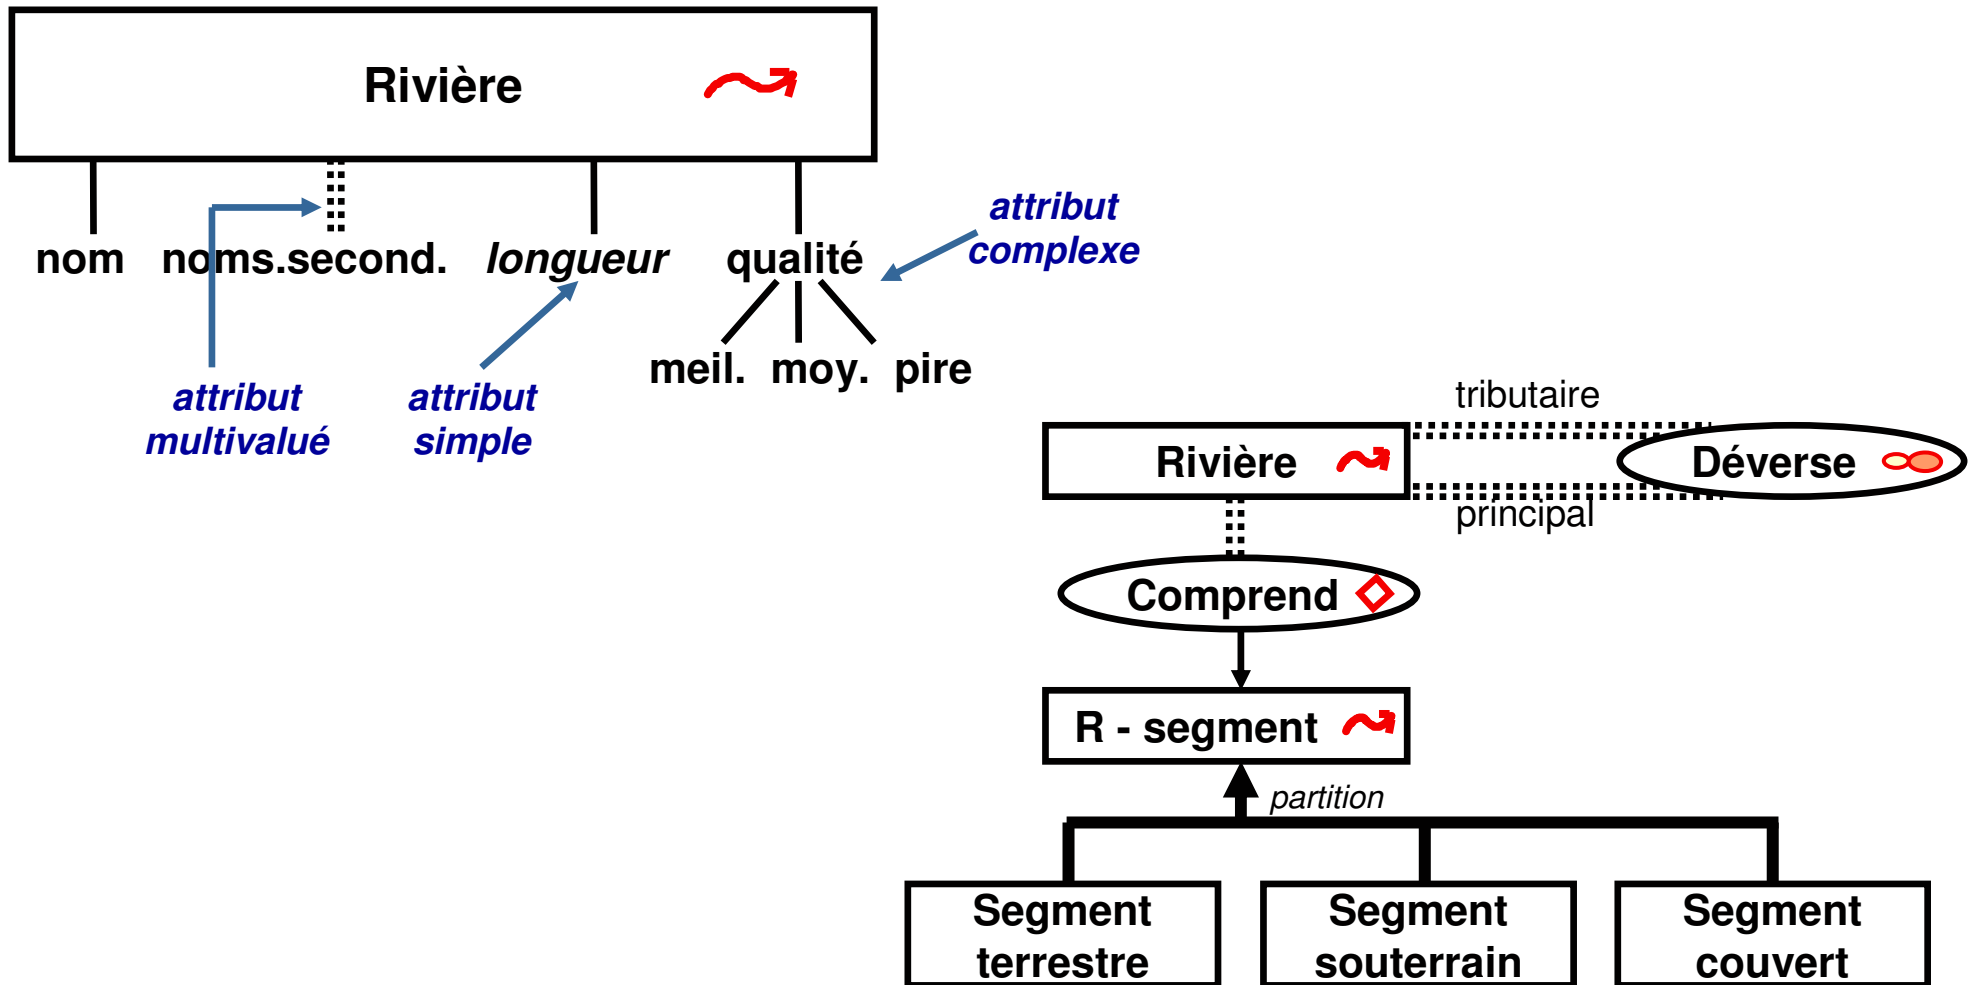 Rivière
nom noms.second. longueur qualité
attribut
complexe
meil. moy. pire
attribut
multivalué
attribut
simple
tributaire
Rivière
Déverse
principal
Comprend
R - segment
partition
Segment
terrestre
Segment
souterrain
Segment
couvert